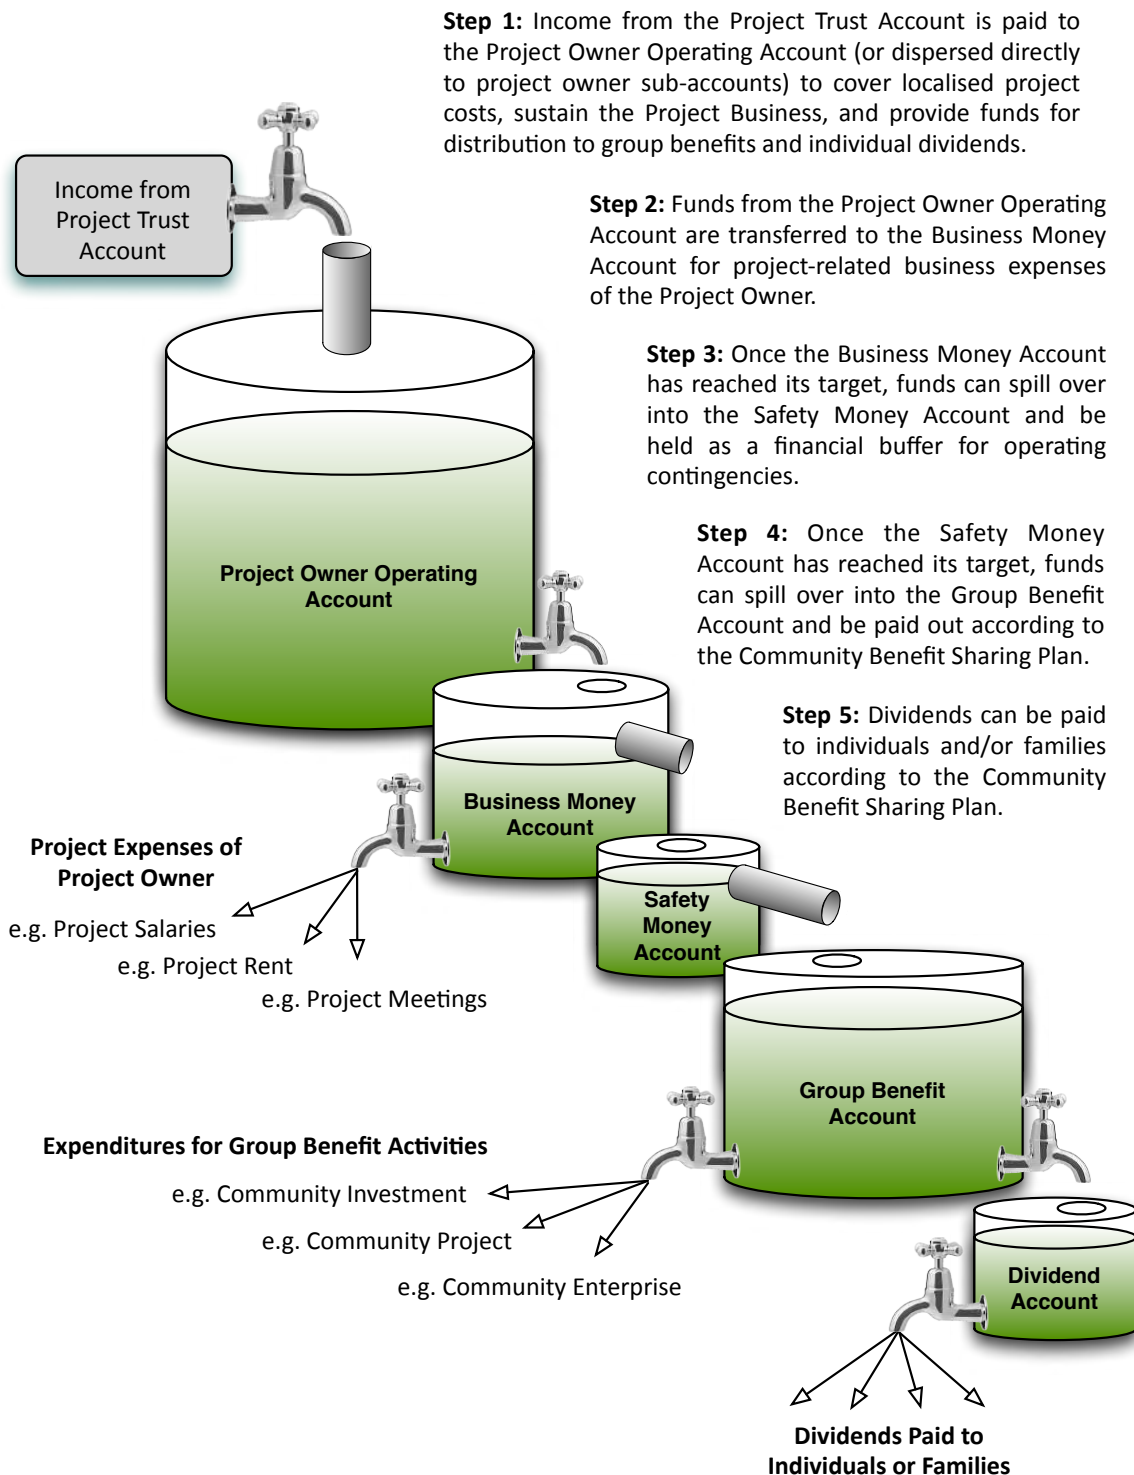 Step 1: Income from the Project Trust Account is paid to
the Project Owner Operating Account (or dispersed directly
to project owner sub-accounts) to cover localised project
costs, sustain the Project Business, and provide funds for
distribution to group benefits and individual dividends.
Income from
Project Trust
Account
Step 2: Funds from the Project Owner Operating
Account are transferred to the Business Money
Account for project-related business expenses
of the Project Owner.
Step 3: Once the Business Money Account
has reached its target, funds can spill over
into the Safety Money Account and be
held as a financial buffer for operating
contingencies.
Step 4: Once the Safety Money
Account has reached its target, funds
can spill over into the Group Benefit
Account and be paid out according to
the Community Benefit Sharing Plan.
Project Owner Operating
Account
Step 5: Dividends can be paid
to individuals and/or families
according to the Community
Benefit Sharing Plan.
Business Money
Account
Project Expenses of
Project Owner
e.g. Project Salaries
e.g. Project Rent
e.g. Project Meetings
Safety
Money
Account
Group Benefit
Account
Expenditures for Group Benefit Activities
e.g. Community Investment
e.g. Community Project
e.g. Community Enterprise
Dividend
Account
Dividends Paid to
Individuals or Families